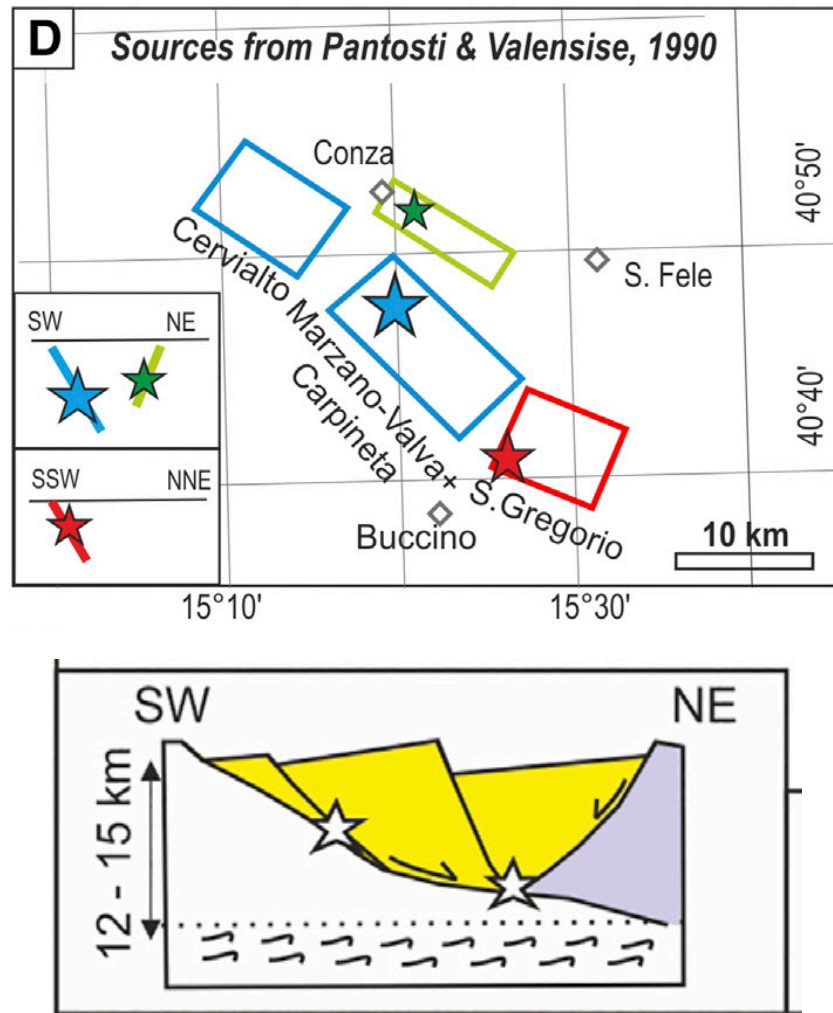 D
Sources from Pantosti & Valensise, 1990
Conza
40°50'
Cervialto
S. Fele
Marzano-Valva+
Carpineta
SW NE
40°40'
SSW NNE
S.Gregorio
Buccino
10 km
15°10' 15°30'
SW NE
12 - 15 km